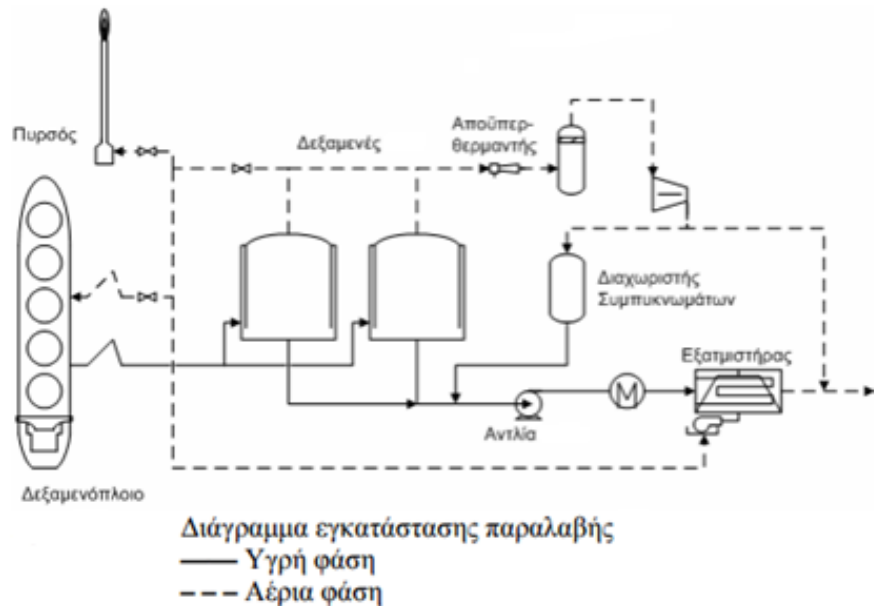 Πυρσός
Δεξαμενές
Αποϋπερ-
θερμαντής
Διαχωριστής
Συμπυκνωμάτων
Εξατμιστήρας
M
Αντλία
Δεξαμενόπλοιο
Διάγραμμα εγκατάστασης παραλαβής
Υγρή φάση
Αέρια φάση